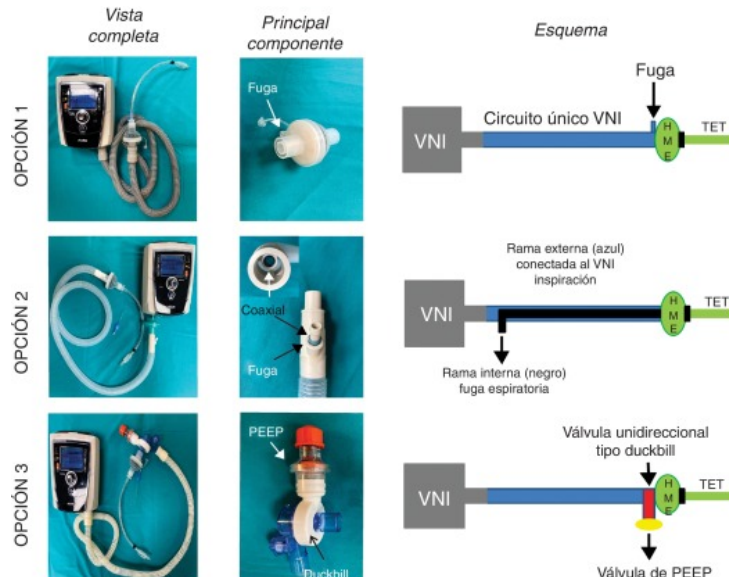 Vista
completa
Principal
componente
Esquema
OPCIÓN 1
Fuga
Fuga
Circuito único VNI
VNI
H
M
E
TET
OPCIÓN 2
Coaxial
Fuga
Rama externa (azul)
conectada al VNI
inspiración
VNI
H
M
E
TET
Rama interna (negro)
fuga espiratoria
OPCIÓN 3
PEEP
Duckbill
Válvula unidireccional
tipo duckbill
VNI
H
M
E
TET
Válvula de PEEP